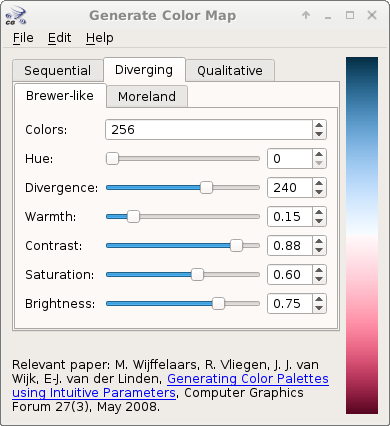 Generate Color Map
File Edit Help
Sequential Diverging Qualitative
Brewer-like Moreland
Colors: 256
Hue: 0
Divergence: 240
Warmth: 0.15
Contrast: 0.88
Saturation: 0.60
Brightness: 0.75
Relevant paper: M. Wijffelaars, R. Vliegen, J. J. van
Wijk, E-J. van der Linden, Generating Color Palettes
using Intuitive Parameters, Computer Graphics
Forum 27(3), May 2008.